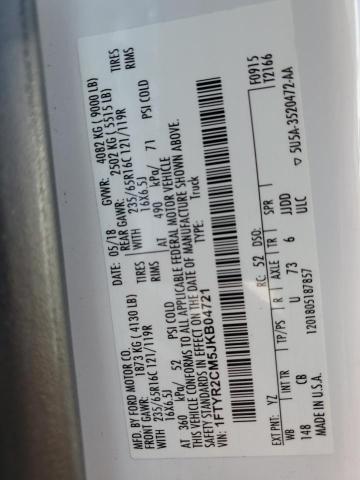 MFD. BY FORD MOTOR CO.
DATE: 05/18 GVWR: 4082 KG ( 9000 LB)
FRONT GAWR: 1873 KG ( 4130 LB) REAR GAWR: 2502 KG ( 5515 LB)
WITH TIRES WITH TIRES
235/65R16C 121/119R 235/65R16C 121/119R
16X6.5J RIMS 16X6.5J RIMS
AT 360 kPa/ 52 PSI COLD AT 490 kPa/ 71 PSI COLD
THIS VEHICLE CONFORMS TO ALL APPLICABLE FEDERAL MOTOR VEHICLE
SAFETY STANDARDS IN EFFECT ON THE DATE OF MANUFACTURE SHOWN ABOVE.
VIN: 1FTYR2CM5JKB04721 TYPE: Truck
F0915
T2166
EXT PNT: YZ RC: 52 DSO:
WB INT TR TP/PS R AXLE TR SPR
148 CB U 73 6 JJDD
MADE IN U.S.A. 1201805187857 ULC
5U5A-3520472-AA